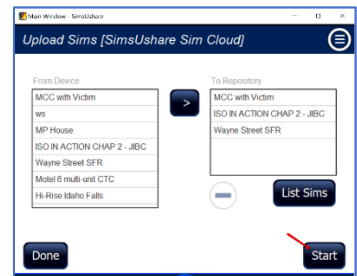 Main Window - SimsUshare
Upload Sims [SimsUshare Sim Cloud]
From Device
MCC with Victim
ws
MP House
ISO IN ACTION CHAP 2 - JIBC
Wayne Street SFR
Motel 6 multi-unit CTC
Hi-Rise Idaho Falls
>
To Repository
MCC with Victim
ISO IN ACTION CHAP 2 - JIBC
Wayne Street SFR
List Sims
Done
Start